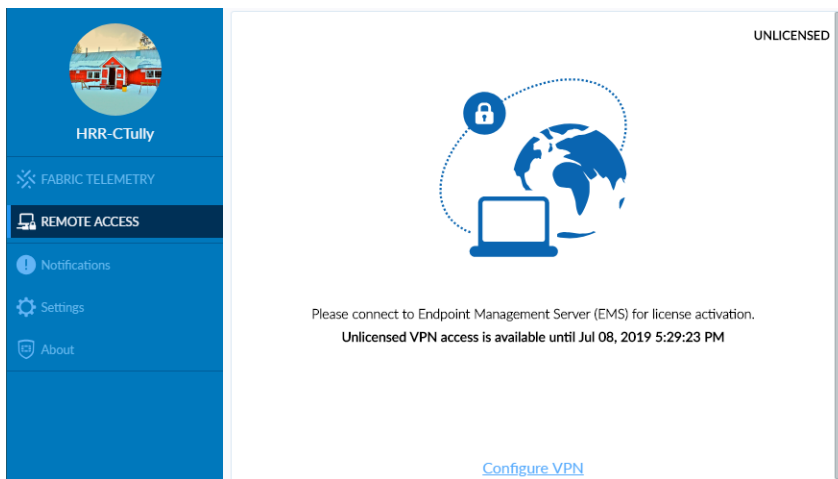 UNLICENSED
HRR-CTully
FABRIC TELEMETRY
REMOTE ACCESS
Notifications
Settings
About
Please connect to Endpoint Management Server (EMS) for license activation.
Unlicensed VPN access is available until Jul 08, 2019 5:29:23 PM
Configure VPN